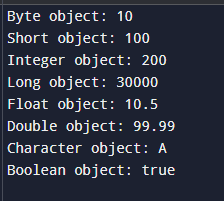 Byte object: 10
Short object: 100
Integer object: 200
Long object: 30000
Float object: 10.5
Double object: 99.99
Character object: A
Boolean object: true